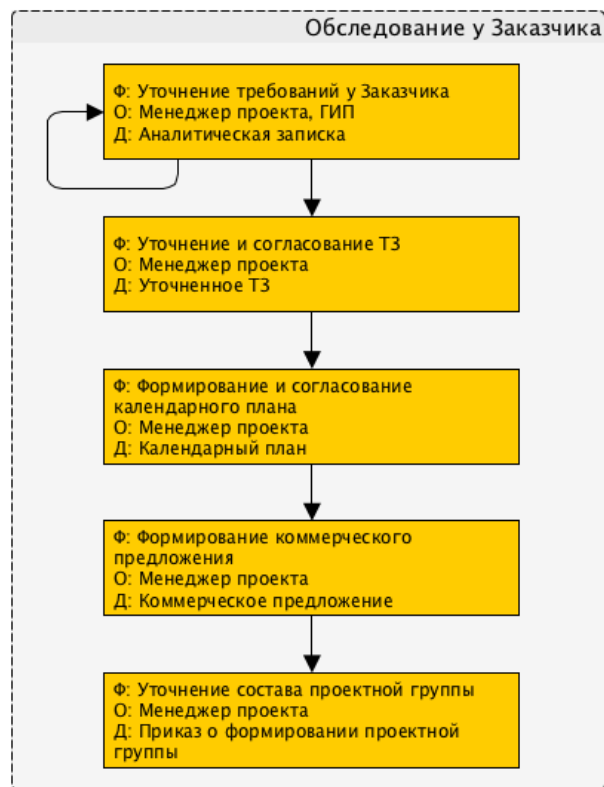 Обследование у Заказчика
Ф: Уточнение требований у Заказчика
О: Менеджер проекта, ГИП
Д: Аналитическая записка
Ф: Уточнение и согласование ТЗ
О: Менеджер проекта
Д: Уточненное ТЗ
Ф: Формирование и согласование
календарного плана
О: Менеджер проекта
Д: Календарный план
Ф: Формирование коммерческого
предложения
О: Менеджер проекта
Д: Коммерческое предложение
Ф: Уточнение состава проектной группы
О: Менеджер проекта
Д: Приказ о формировании проектной
группы